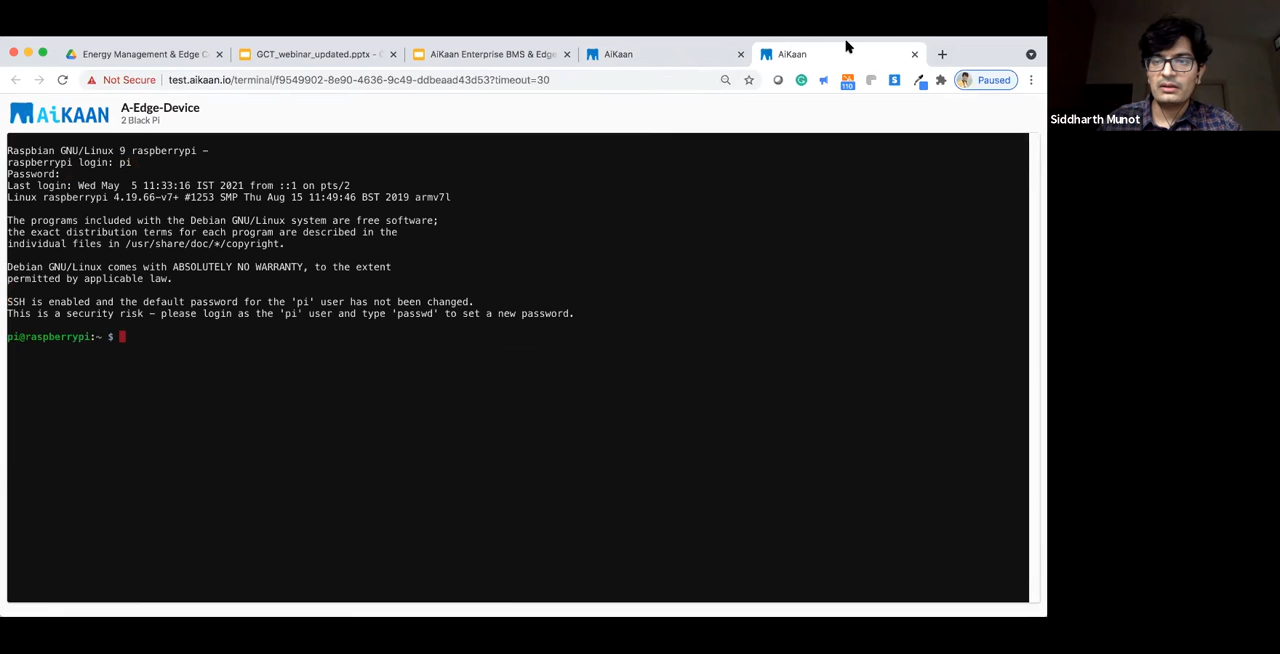 Energy Management & Edge C
GCT_webinar_updated.pptx - C
AiKaan Enterprise BMS & Edge
AiKaan
AiKaan
Not Secure
test.aikaan.io/terminal/f9549902-8e90-4636-9c49-ddbeaad43d53?timeout=30
110
S
Paused
AiKAAN
A-Edge-Device
2 Black Pi
Raspbian GNU/Linux 9 raspberrypi -
raspberrypi login: pi
Password:
Last login: Wed May  5 11:33:16 IST 2021 from ::1 on pts/2
Linux raspberrypi 4.19.66-v7+ #1253 SMP Thu Aug 15 11:49:46 BST 2019 armv7l
The programs included with the Debian GNU/Linux system are free software;
the exact distribution terms for each program are described in the
individual files in /usr/share/doc/*/copyright.
Debian GNU/Linux comes with ABSOLUTELY NO WARRANTY, to the extent
permitted by applicable law.
SSH is enabled and the default password for the 'pi' user has not been changed.
This is a security risk - please login as the 'pi' user and type 'passwd' to set a new password.
pi@raspberrypi:~ $
Siddharth Munot